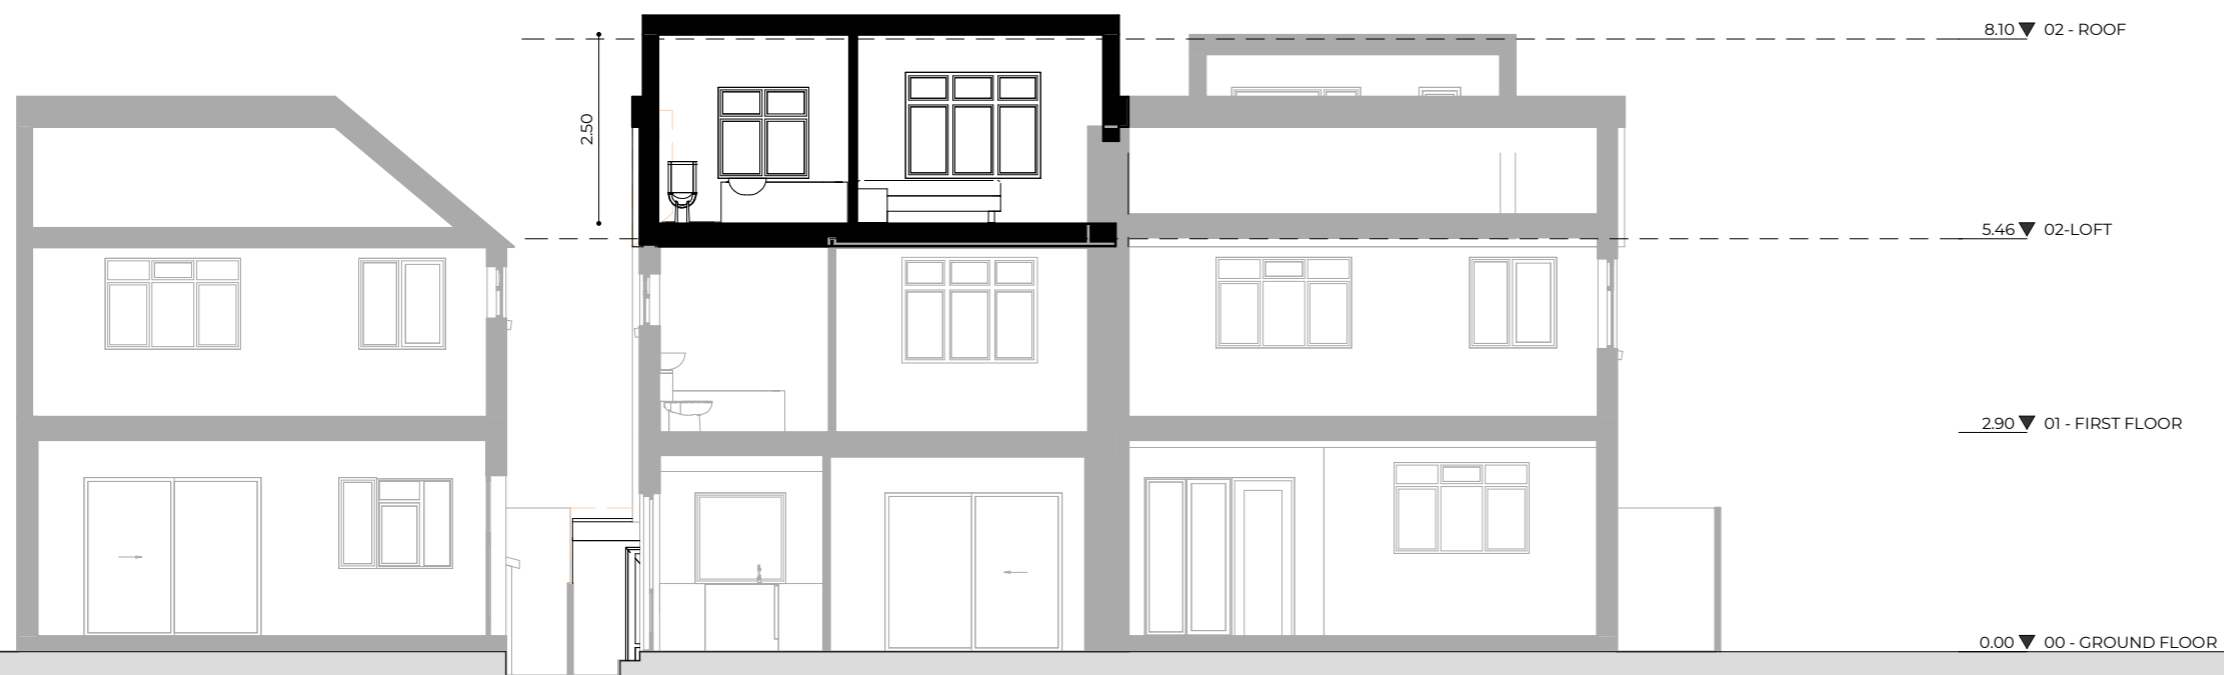 8.10 02 - ROOF
2.50
5.46 02-LOFT
2.90 01 - FIRST FLOOR
0.00 00 - GROUND FLOOR